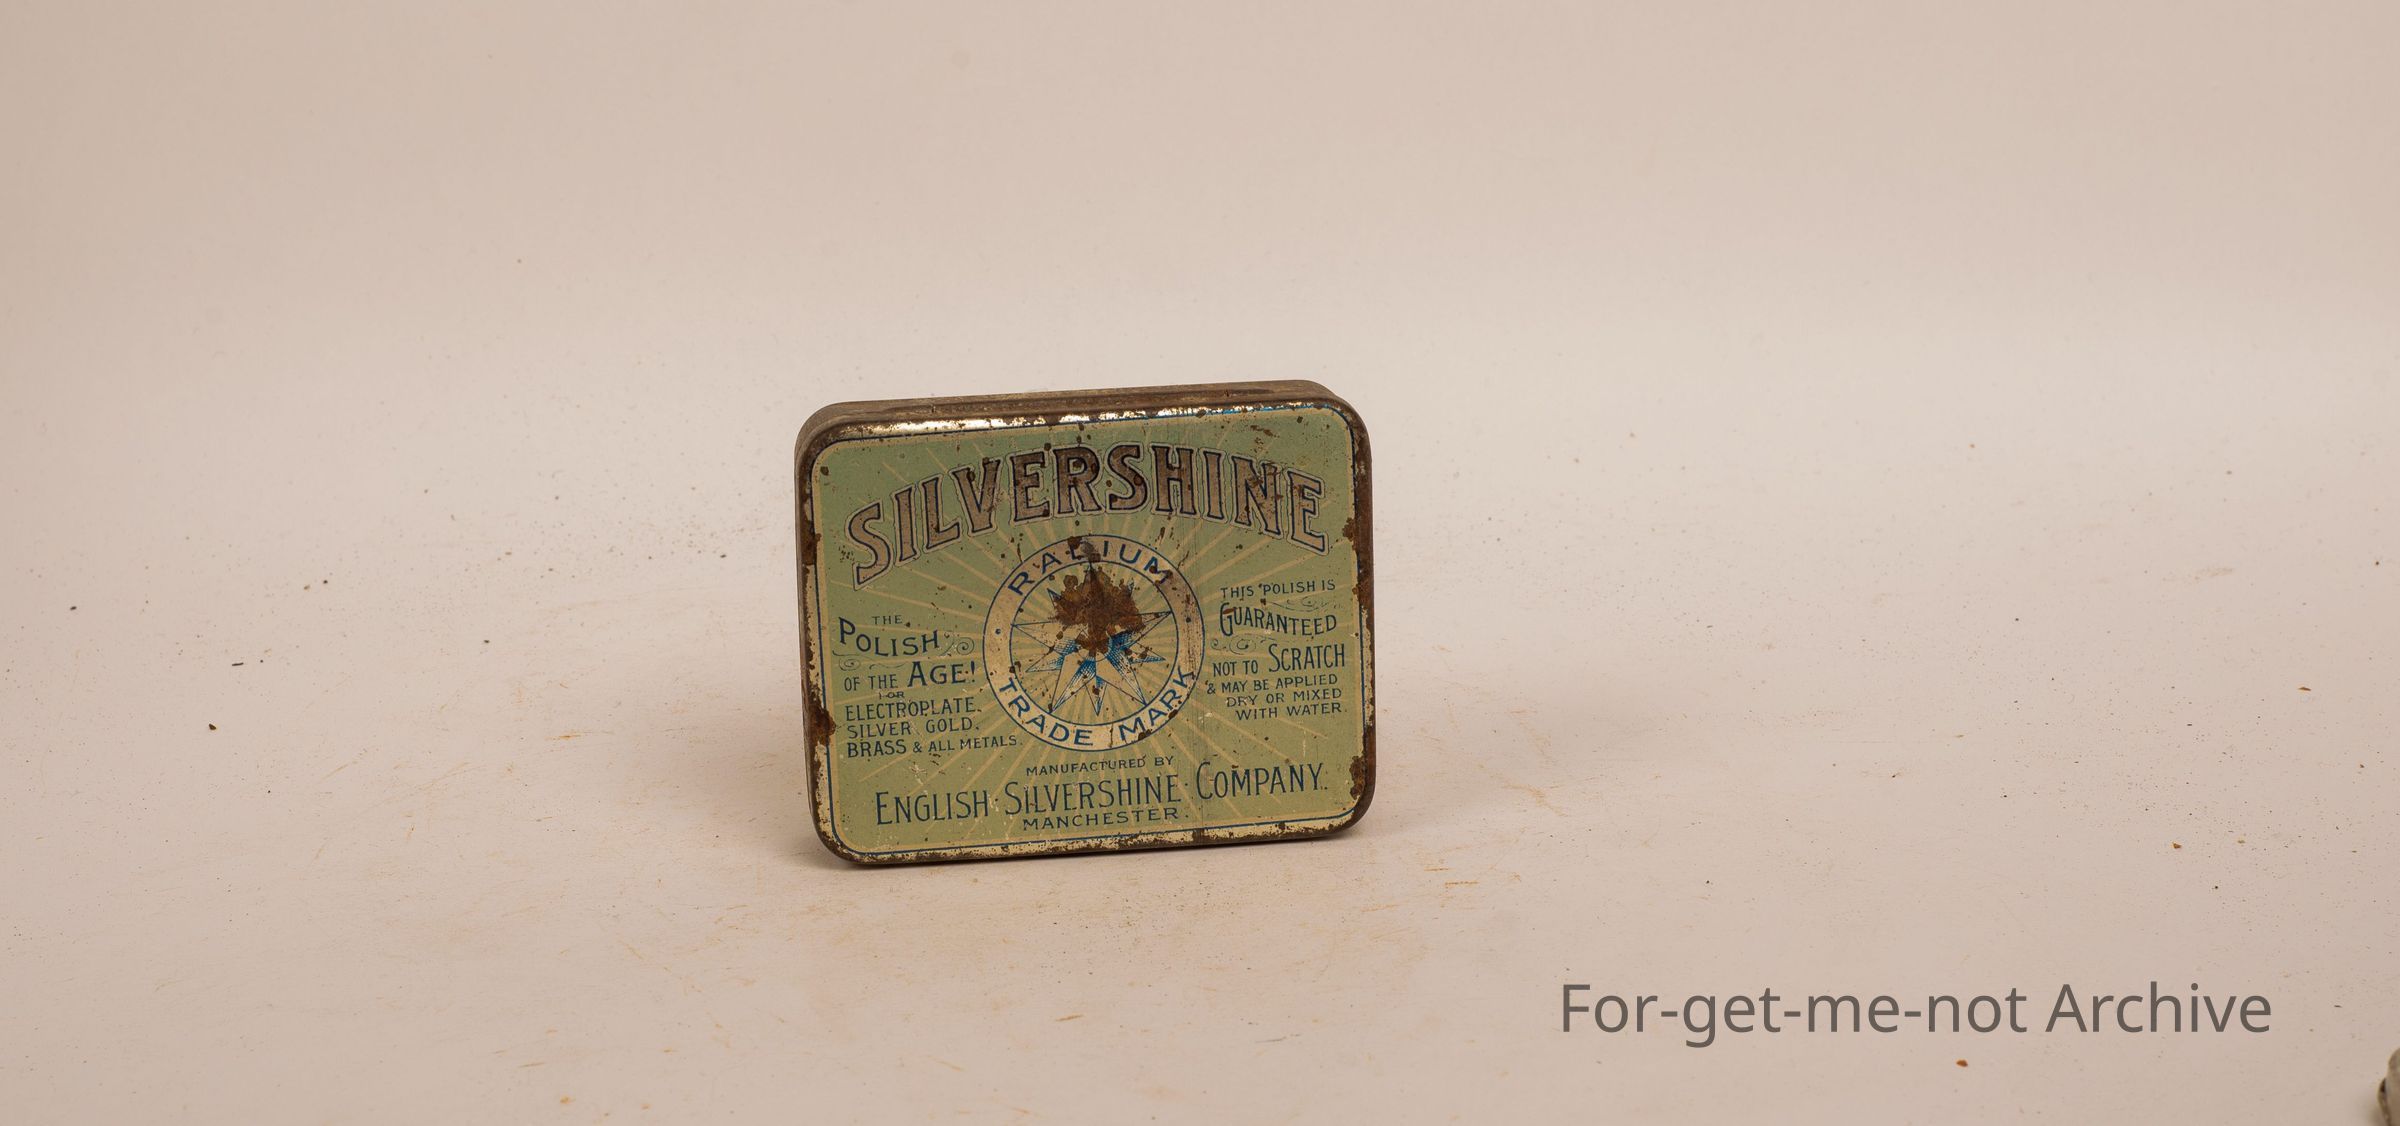 SILVERSHINE
RADIUM
TRADE MARK
THE
POLISH
OF THE AGE!
FOR
ELECTROPLATE.
SILVER GOLD.
BRASS & ALL METALS.
THIS POLISH IS
GUARANTEED
NOT TO SCRATCH
& MAY BE APPLIED
DRY OR MIXED
WITH WATER.
MANUFACTURED BY
ENGLISH SILVERSHINE COMPANY.
MANCHESTER.
For-get-me-not Archive